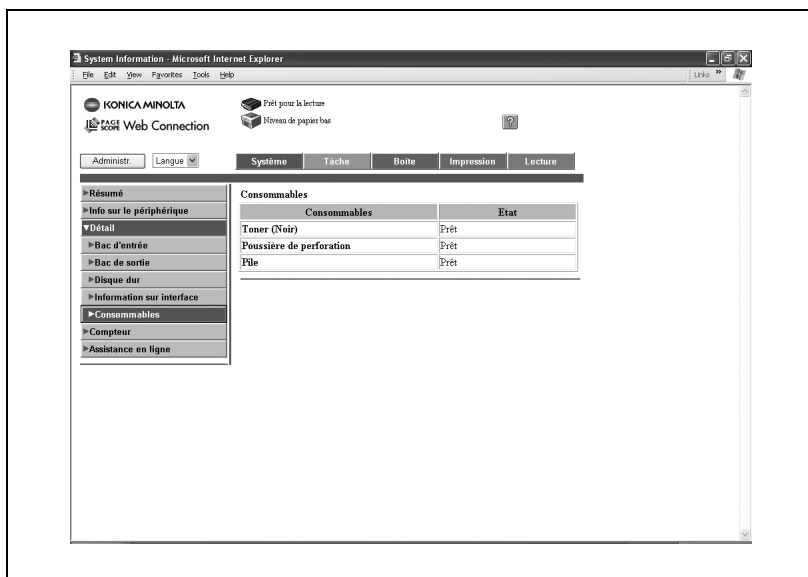 System Information - Microsoft Internet Explorer
File Edit View Favorites Tools Help
Links »
KONICA MINOLTA
PAGE SCOPE Web Connection
Prêt pour la lecture
Niveau de papier bas
?
Administr.
Langue
Système
Tâche
Boîte
Impression
Lecture
Résumé
Info sur le périphérique
Détail
Bac d'entrée
Bac de sortie
Disque dur
Information sur interface
Consommables
Compteur
Assistance en ligne
Consommables
Consommables Etat
Toner (Noir) Prêt
Poussière de perforation Prêt
Pile Prêt